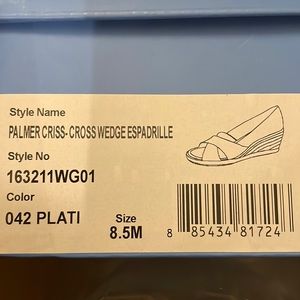 Style Name
PALMER CRISS-CROSS WEDGE ESPADRILLE
Style No
163211WG01
Color
042 PLATI
Size
8.5M
8 85434 81724